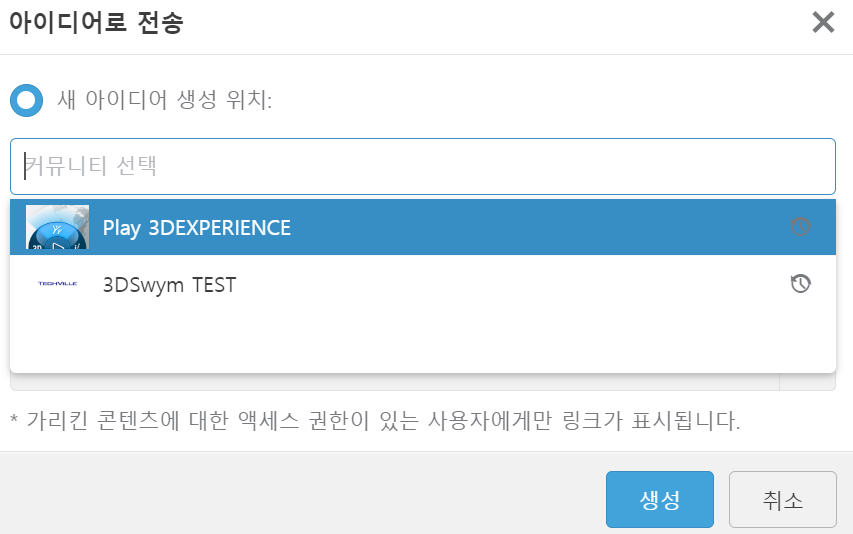 아이디어로 전송
새 아이디어 생성 위치:
커뮤니티 선택
Play 3DEXPERIENCE
TECHVILLE
3DSwym TEST
* 가리킨 콘텐츠에 대한 액세스 권한이 있는 사용자에게만 링크가 표시됩니다.
생성
취소